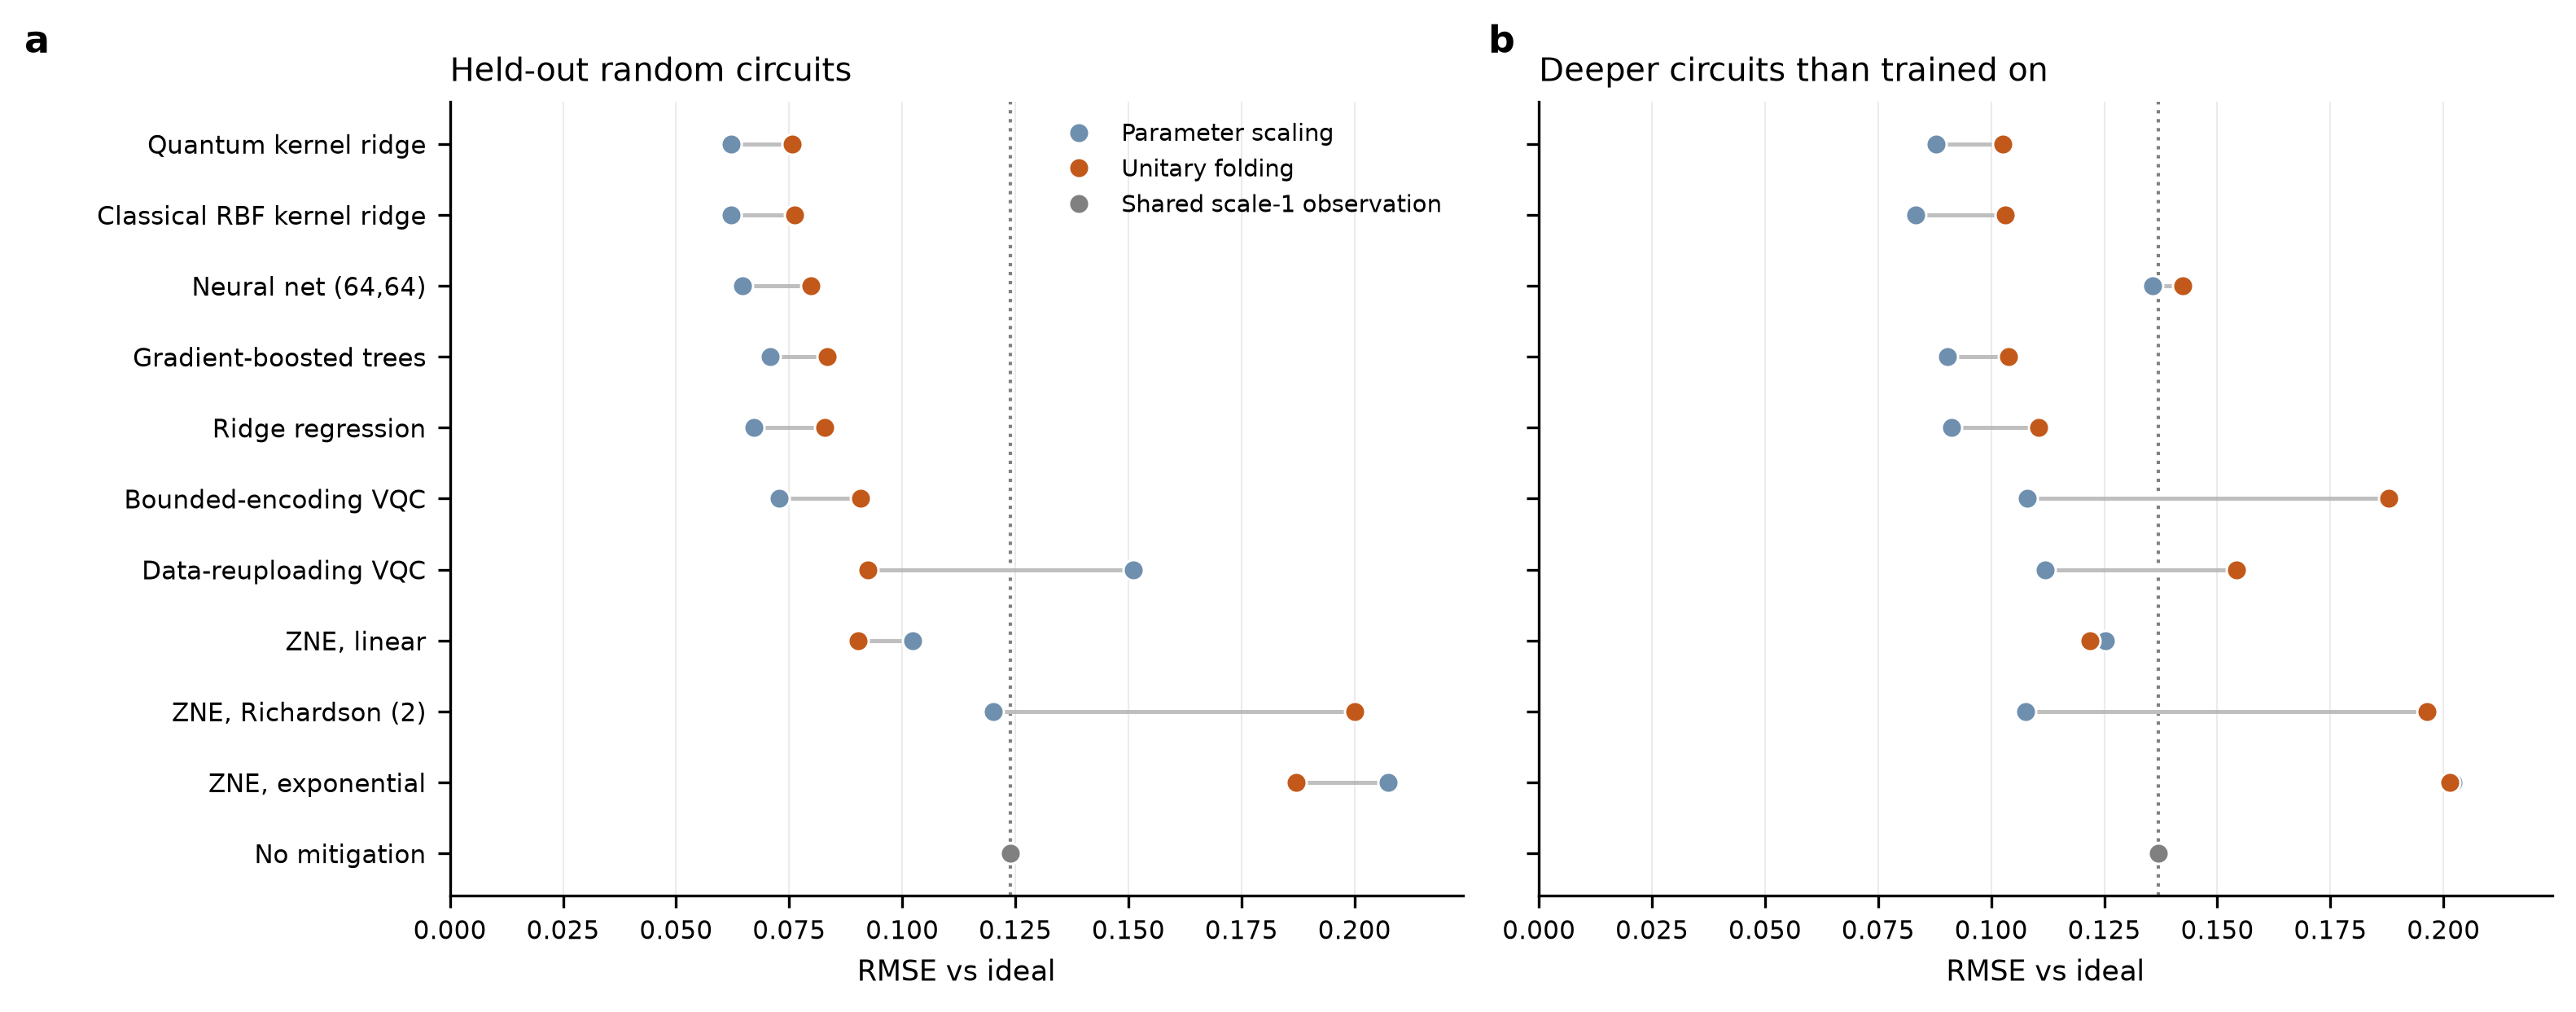 a
Held-out random circuits
Quantum kernel ridge
Classical RBF kernel ridge
Neural net (64,64)
Gradient-boosted trees
Ridge regression
Bounded-encoding VQC
Data-reuploading VQC
ZNE, linear
ZNE, Richardson (2)
ZNE, exponential
No mitigation
Parameter scaling
Unitary folding
Shared scale-1 observation
0.000 0.025 0.050 0.075 0.100 0.125 0.150 0.175 0.200
RMSE vs ideal
b
Deeper circuits than trained on
0.000 0.025 0.050 0.075 0.100 0.125 0.150 0.175 0.200
RMSE vs ideal